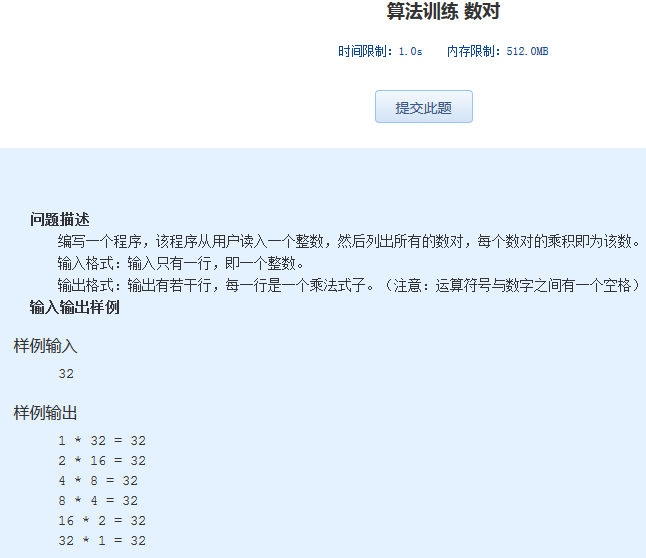 算法训练 数对
时间限制：1.0s 内存限制：512.0MB
提交此题
问题描述
编写一个程序，该程序从用户读入一个整数，然后列出所有的数对，每个数对的乘积即为该数。
输入格式：输入只有一行，即一个整数。
输出格式：输出有若干行，每一行是一个乘法式子。（注意：运算符号与数字之间有一个空格）
输入输出样例
样例输入
32
样例输出
1 * 32 = 32
2 * 16 = 32
4 * 8 = 32
8 * 4 = 32
16 * 2 = 32
32 * 1 = 32